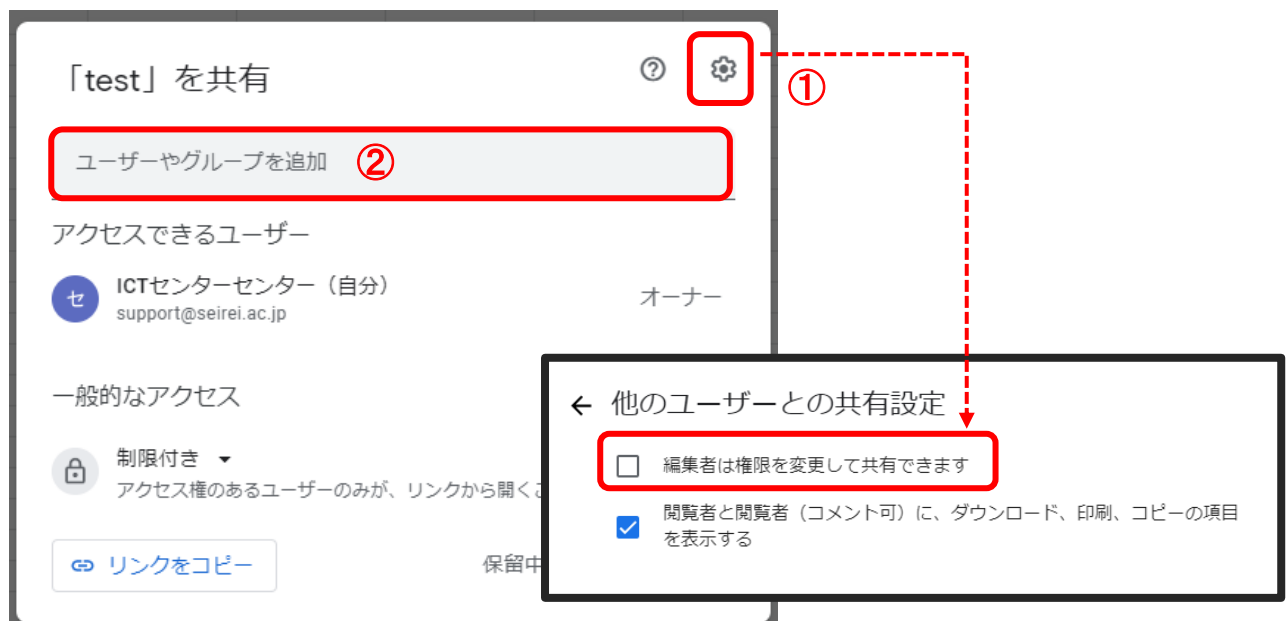 「test」を共有
①
ユーザーやグループを追加 ②
アクセスできるユーザー
セ
ICTセンターセンター（自分）
support@seirei.ac.jp
オーナー
一般的なアクセス
制限付き
アクセス権のあるユーザーのみが、リンクから開くこ
リンクをコピー
保留中
← 他のユーザーとの共有設定
編集者は権限を変更して共有できます
閲覧者と閲覧者（コメント可）に、ダウンロード、印刷、コピーの項目
を表示する